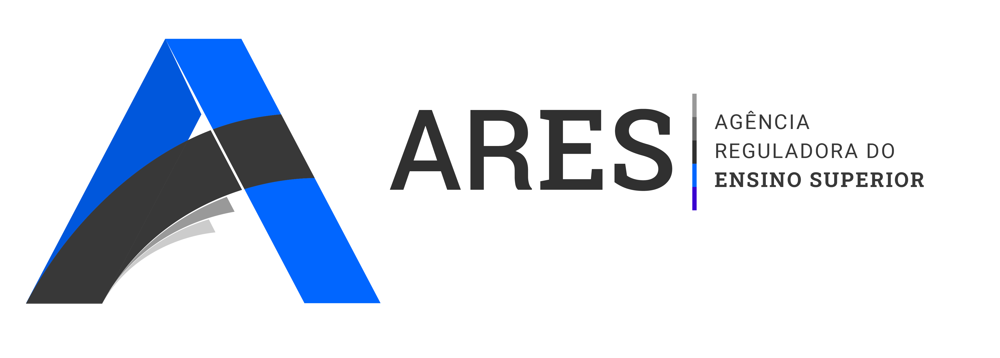 ARES
AGÊNCIA
REGULADORA DO
ENSINO SUPERIOR